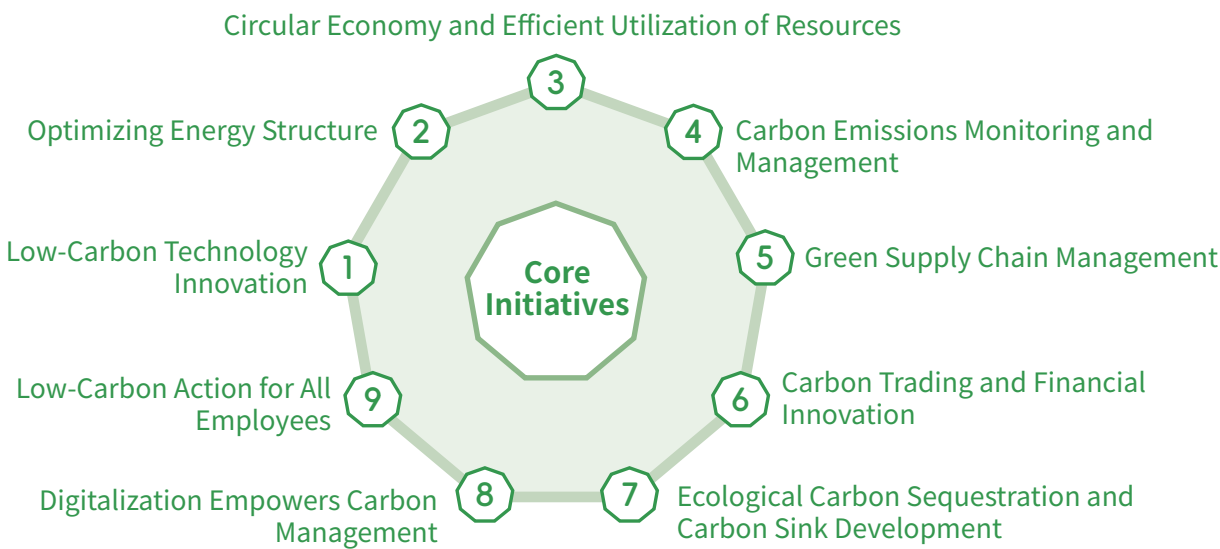 Circular Economy and Efficient Utilization of Resources
3
Optimizing Energy Structure
2
4
Carbon Emissions Monitoring and
Management
Low-Carbon Technology
Innovation
1
Core
Initiatives
5
Green Supply Chain Management
Low-Carbon Action for All
Employees
9
6
Carbon Trading and Financial
Innovation
Digitalization Empowers Carbon
Management
8
7
Ecological Carbon Sequestration and
Carbon Sink Development